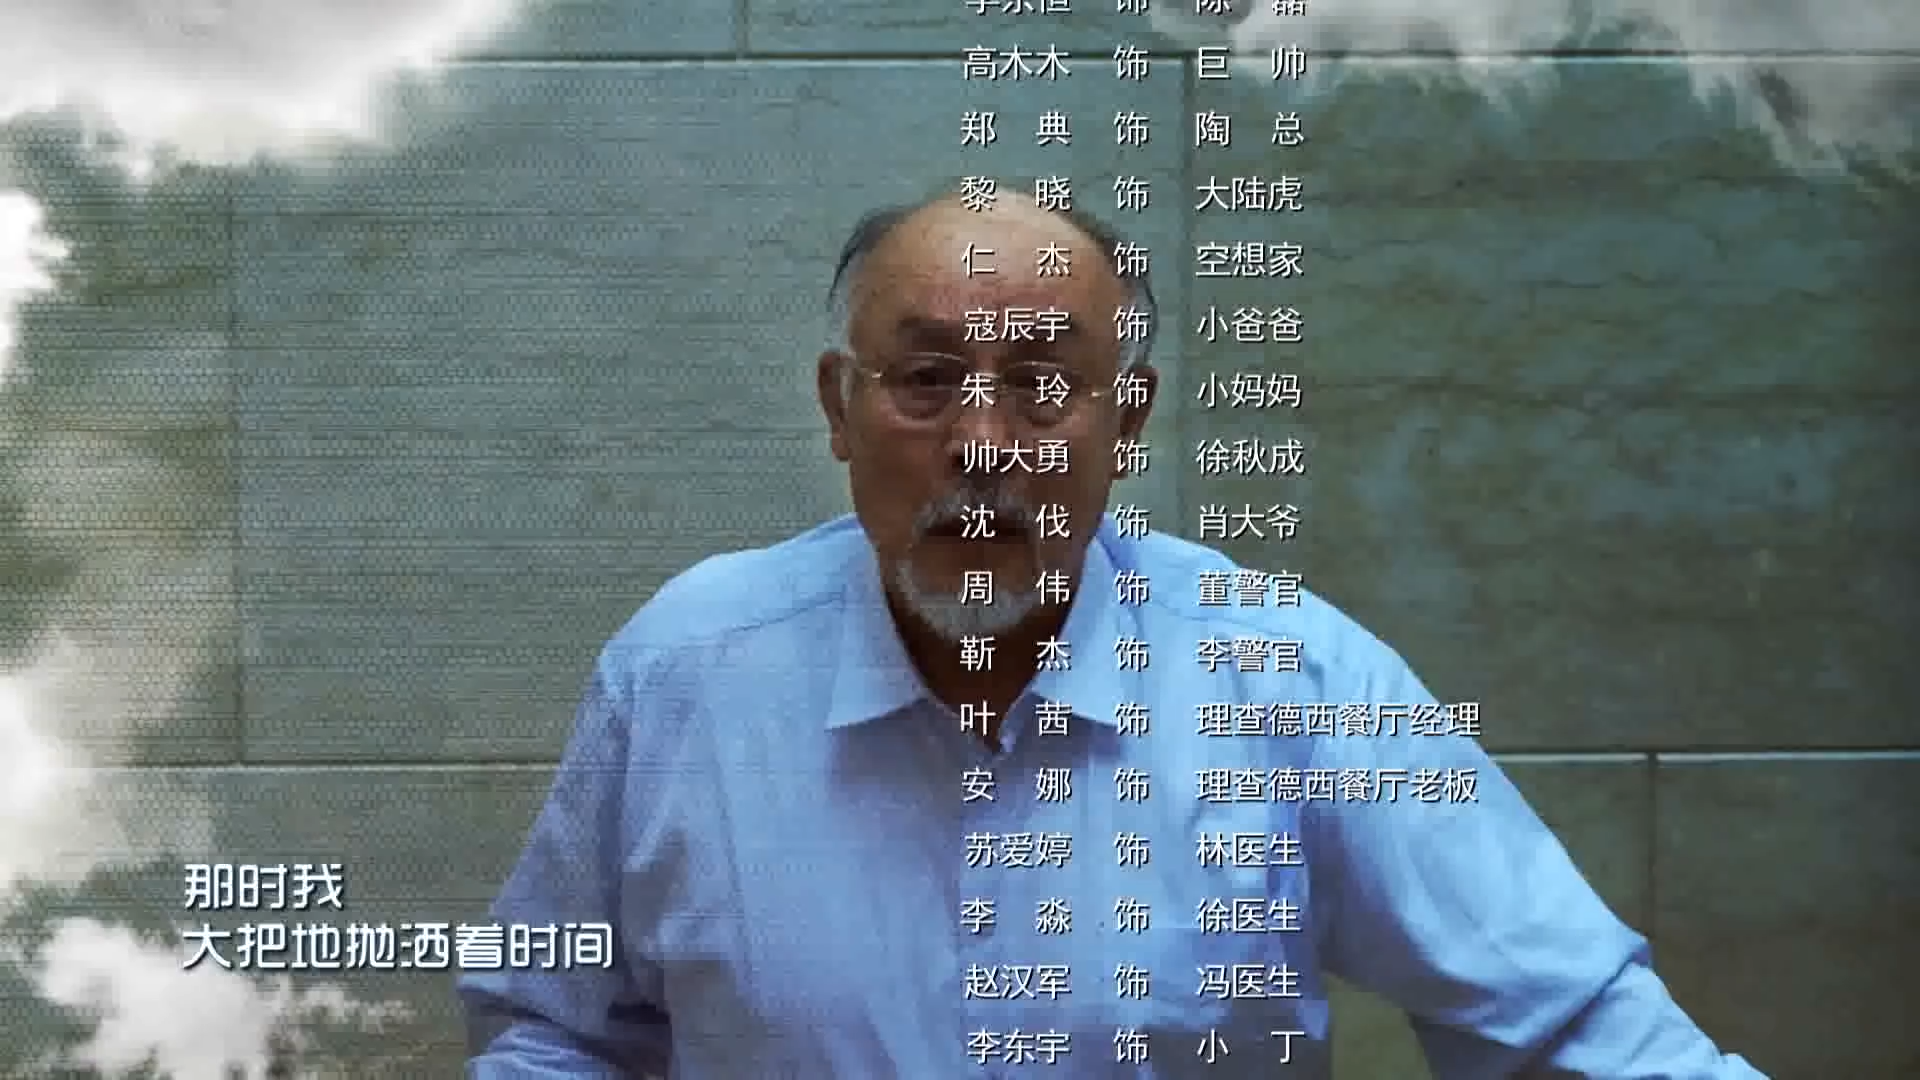 李东恒 饰 陈 磊
高木木 饰 巨 帅
郑 典 饰 陶 总
黎 晓 饰 大陆虎
仁 杰 饰 空想家
寇辰宇 饰 小爸爸
朱 玲 饰 小妈妈
帅大勇 饰 徐秋成
沈 伐 饰 肖大爷
周 伟 饰 董警官
靳 杰 饰 李警官
叶 茜 饰 理查德西餐厅经理
安 娜 饰 理查德西餐厅老板
苏爱婷 饰 林医生
李 淼 饰 徐医生
赵汉军 饰 冯医生
李东宇 饰 小 丁
那时我
大把地抛洒着时间